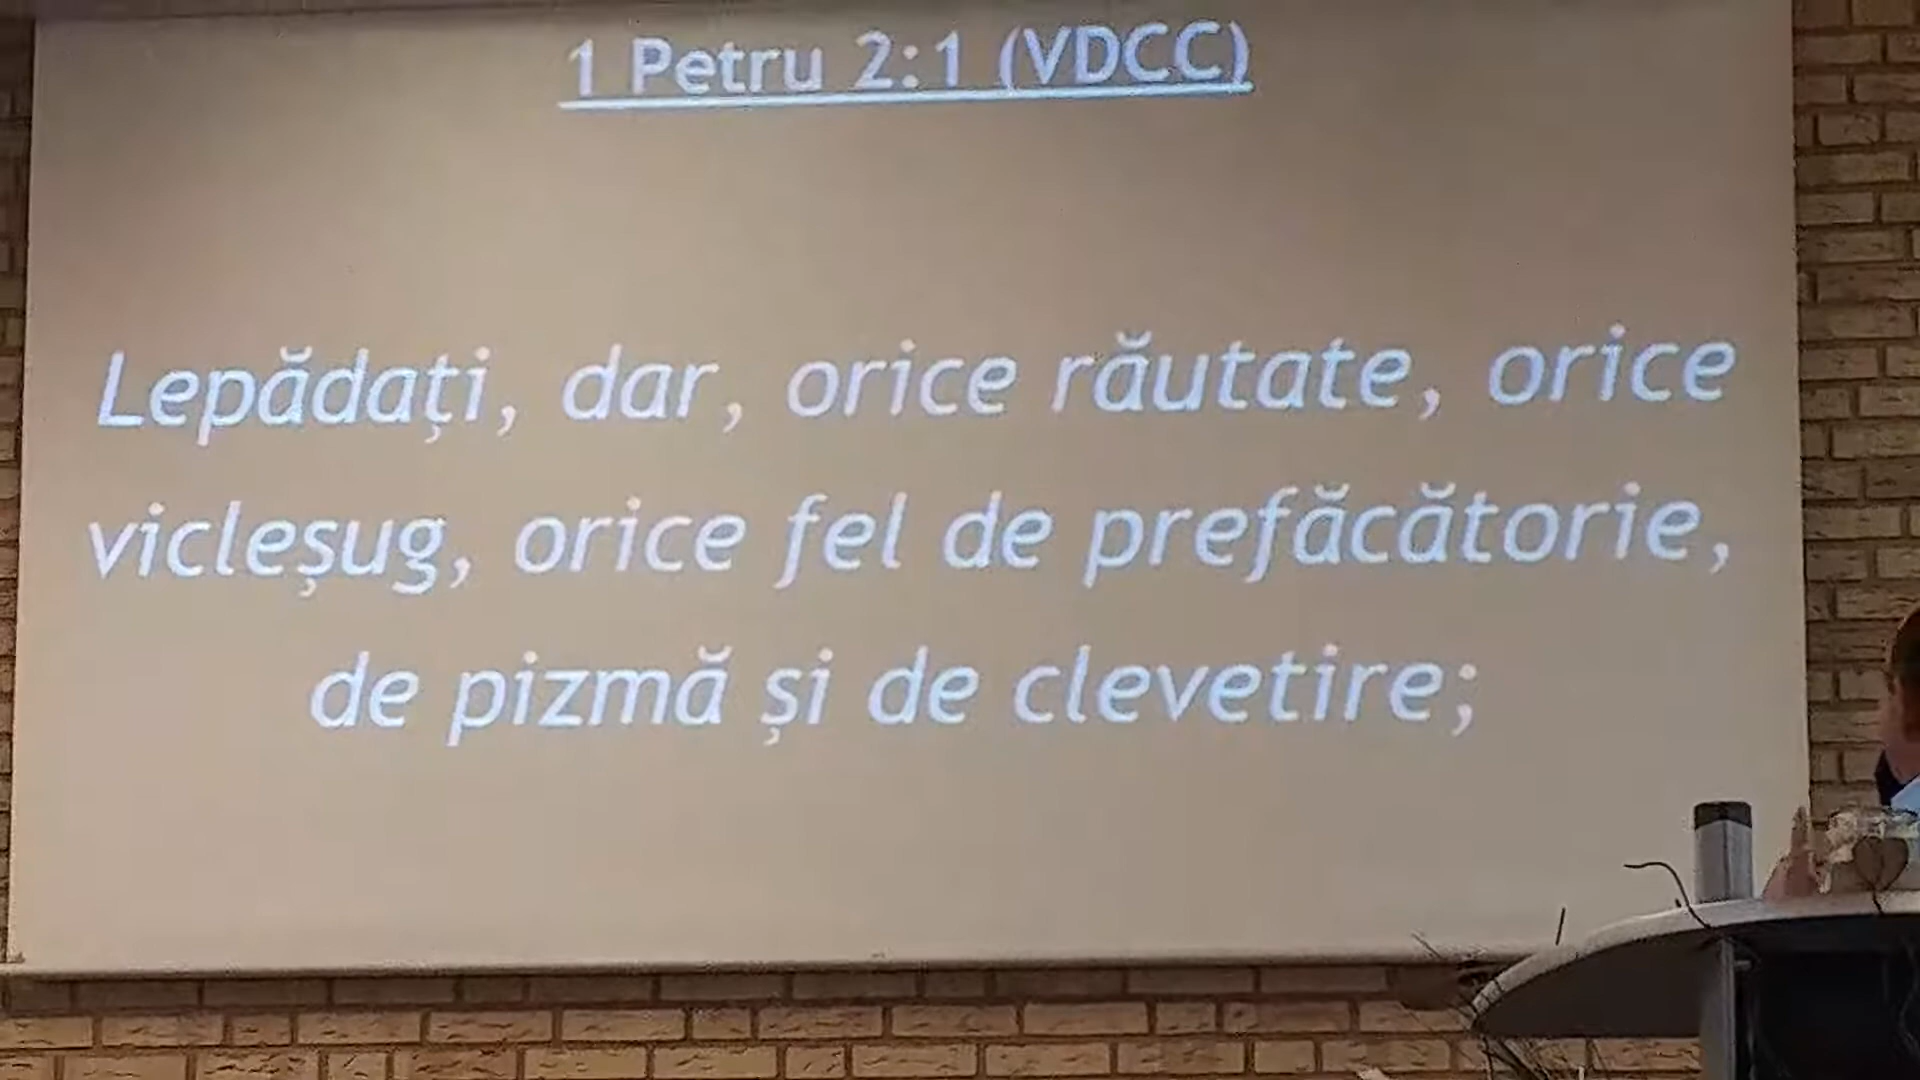 1 Petru 2:1 (VDCC)
Lepădați, dar, orice răutate, orice
vicleșug, orice fel de prefăcătorie,
de pizmă și de clevetire;